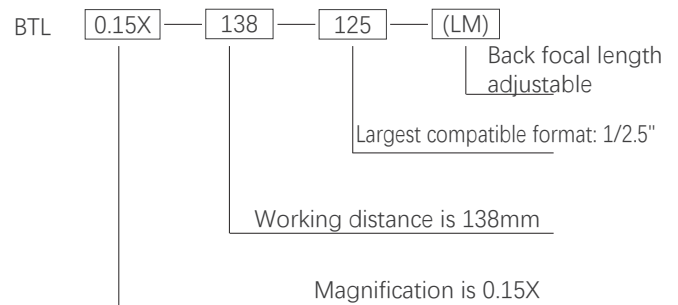 BTL 0.15X 138 125 (LM)
Back focal length
adjustable
Largest compatible format: 1/2.5"
Working distance is 138mm
Magnification is 0.15X